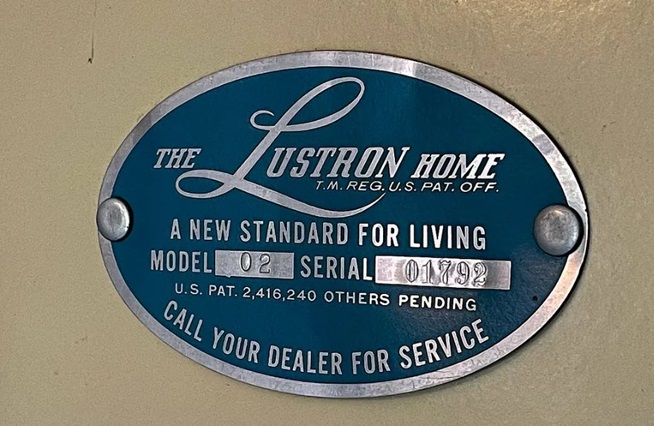 THE LUSTRON HOME
T.M. REG. U.S. PAT. OFF.
A NEW STANDARD FOR LIVING
MODEL 02 SERIAL 01792
U.S. PAT. 2,416,240 OTHERS PENDING
CALL YOUR DEALER FOR SERVICE